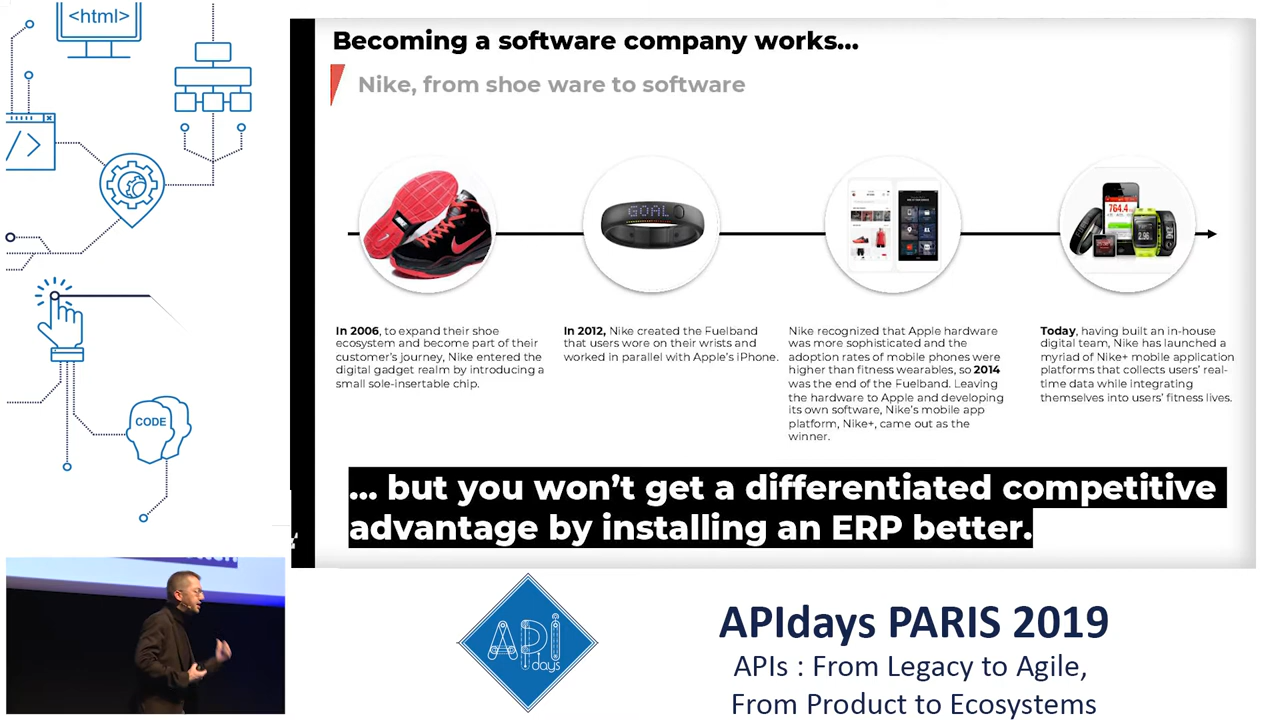 <html>
Becoming a software company works...
Nike, from shoe ware to software
</>
GOAL
764.4
2.96
In 2006, to expand their shoe
ecosystem and become part of their
customer's journey, Nike entered the
digital gadget realm by introducing a
small sole-insertable chip.
In 2012, Nike created the Fuelband
that users wore on their wrists and
worked in parallel with Apple's iPhone.
Nike recognized that Apple hardware
was more sophisticated and the
adoption rates of mobile phones were
higher than fitness wearables, so 2014
was the end of the Fuelband. Leaving
the hardware to Apple and developing
its own software, Nike's mobile app
platform, Nike+, came out as the
winner.
Today, having built an in-house
digital team, Nike has launched a
myriad of Nike+ mobile application
platforms that collects users' real-
time data while integrating
themselves into users' fitness lives.
CODE
... but you won't get a differentiated competitive
advantage by installing an ERP better.
API
days
APIdays PARIS 2019
APIs : From Legacy to Agile,
From Product to Ecosystems